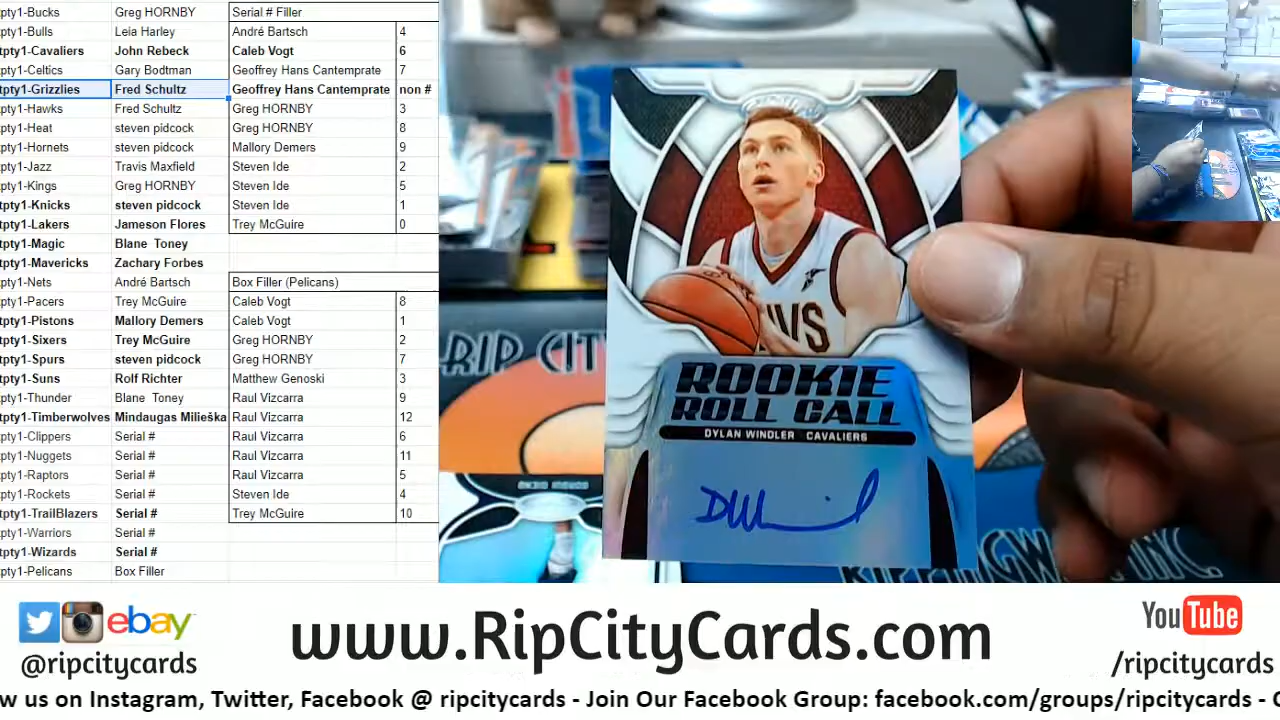 pty1-Bucks Greg HORNBY Serial # Filler
pty1-Bulls Leia Harley André Bartsch 4
tpty1-Cavaliers John Rebeck Caleb Vogt 6
pty1-Celtics Gary Bodtman Geoffrey Hans Cantemprate 7
tpty1-Grizzlies Fred Schultz Geoffrey Hans Cantemprate non #
pty1-Hawks Fred Schultz Greg HORNBY 3
pty1-Heat steven pidcock Greg HORNBY 8
pty1-Hornets steven pidcock Mallory Demers 9
pty1-Jazz Travis Maxfield Steven Ide 2
pty1-Kings Greg HORNBY Steven Ide 5
tpty1-Knicks steven pidcock Steven Ide 1
tpty1-Lakers Jameson Flores Trey McGuire 0
tpty1-Magic Blane Toney
tpty1-Mavericks Zachary Forbes
pty1-Nets André Bartsch Box Filler (Pelicans)
pty1-Pacers Trey McGuire Caleb Vogt 8
tpty1-Pistons Mallory Demers Caleb Vogt 1
tpty1-Sixers Trey McGuire Greg HORNBY 2
tpty1-Spurs steven pidcock Greg HORNBY 7
tpty1-Suns Rolf Richter Matthew Genoski 3
pty1-Thunder Blane Toney Raul Vizcarra 9
tpty1-Timberwolves Mindaugas Milieška Raul Vizcarra 12
pty1-Clippers Serial # Raul Vizcarra 6
pty1-Nuggets Serial # Raul Vizcarra 11
pty1-Raptors Serial # Raul Vizcarra 5
pty1-Rockets Serial # Steven Ide 4
tpty1-TrailBlazers Serial # Trey McGuire 10
pty1-Warriors Serial #
tpty1-Wizards Serial #
pty1-Pelicans Box Filler
RIP CIT
AVS
ROOKIE
ROLL CALL
DYLAN WINDLER CAVALIERS
ebay
@ripcitycards
www.RipCityCards.com
YouTube
/ripcitycards
w us on Instagram, Twitter, Facebook @ ripcitycards - Join Our Facebook Group: facebook.com/groups/ripcitycards -